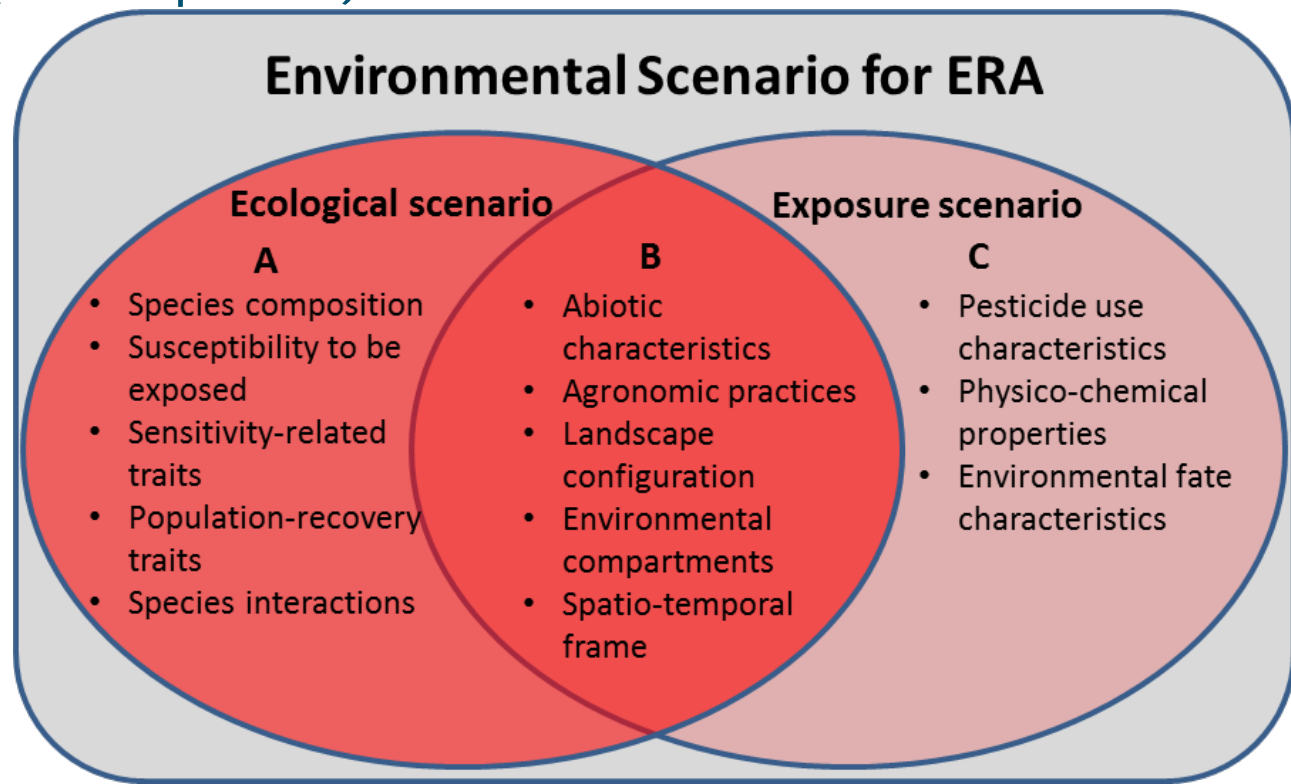 Environmental Scenario for ERA
Ecological scenario
A
• Species composition
• Susceptibility to be
exposed
• Sensitivity-related
traits
• Population-recovery
traits
• Species interactions
B
• Abiotic
characteristics
• Agronomic practices
• Landscape
configuration
• Environmental
compartments
• Spatio-temporal
frame
Exposure scenario
C
• Pesticide use
characteristics
• Physico-chemical
properties
• Environmental fate
characteristics